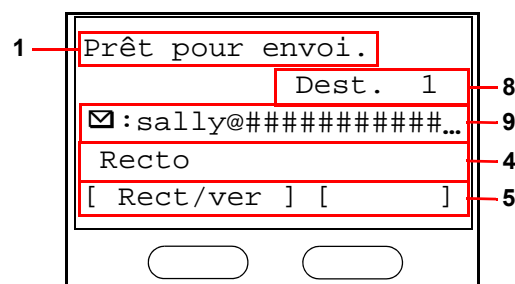 1 Prêt pour envoi.
Dest. 1 8
:sally@###########... 9
Recto 4
[ Rect/ver ] [ ] 5